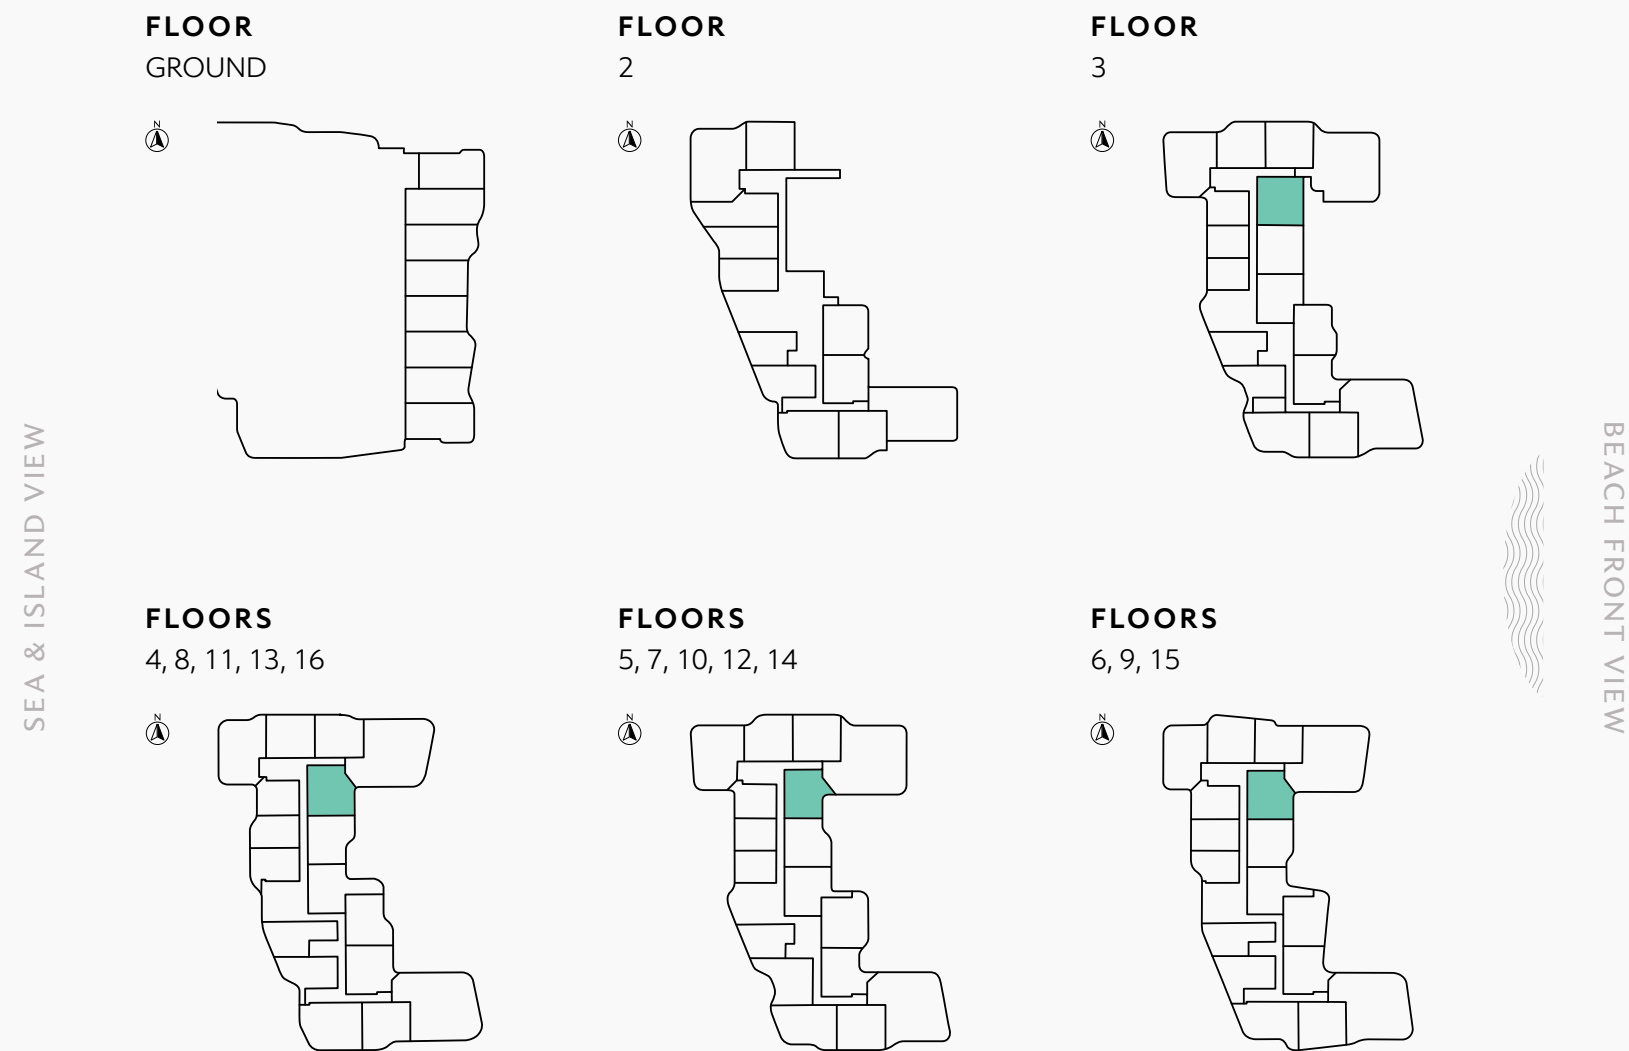 FLOOR
GROUND
FLOOR
2
FLOOR
3
N
N
N
SEA & ISLAND VIEW
BEACH FRONT VIEW
FLOORS
4, 8, 11, 13, 16
FLOORS
5, 7, 10, 12, 14
FLOORS
6, 9, 15
N
N
N